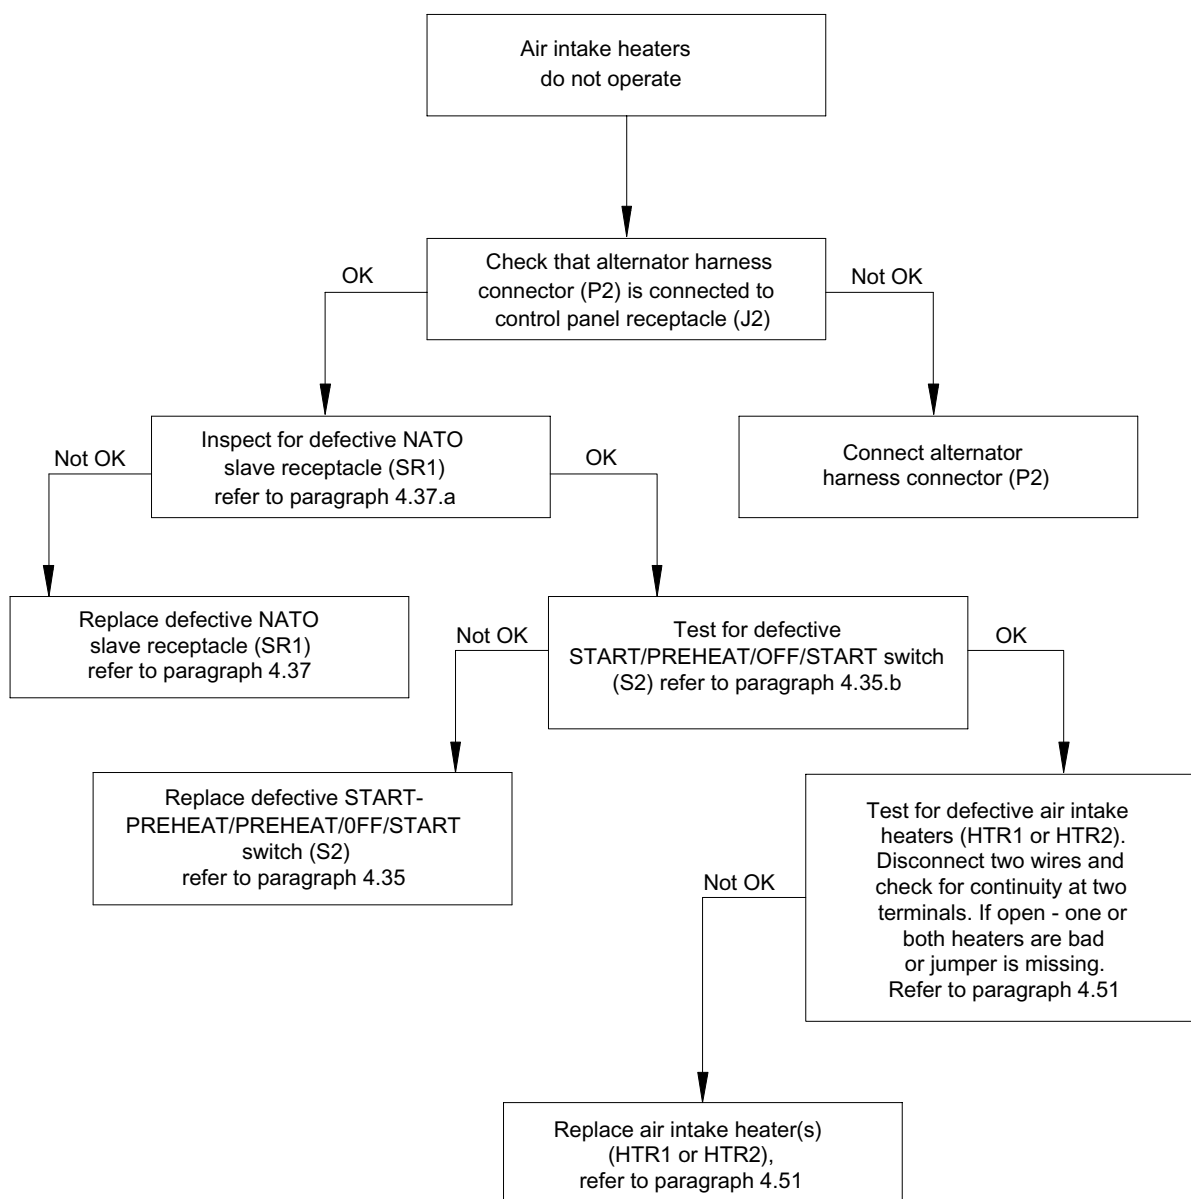 Air intake heaters
do not operate
Check that alternator harness
connector (P2) is connected to
control panel receptacle (J2)
OK
Not OK
Inspect for defective NATO
slave receptacle (SR1)
refer to paragraph 4.37.a
Not OK
OK
Connect alternator
harness connector (P2)
Replace defective NATO
slave receptacle (SR1)
refer to paragraph 4.37
Test for defective
START/PREHEAT/OFF/START switch
(S2) refer to paragraph 4.35.b
Not OK
OK
Replace defective START-
PREHEAT/PREHEAT/0FF/START
switch (S2)
refer to paragraph 4.35
Test for defective air intake
heaters (HTR1 or HTR2).
Disconnect two wires and
check for continuity at two
terminals. If open - one or
both heaters are bad
or jumper is missing.
Refer to paragraph 4.51
Not OK
Replace air intake heater(s)
(HTR1 or HTR2),
refer to paragraph 4.51